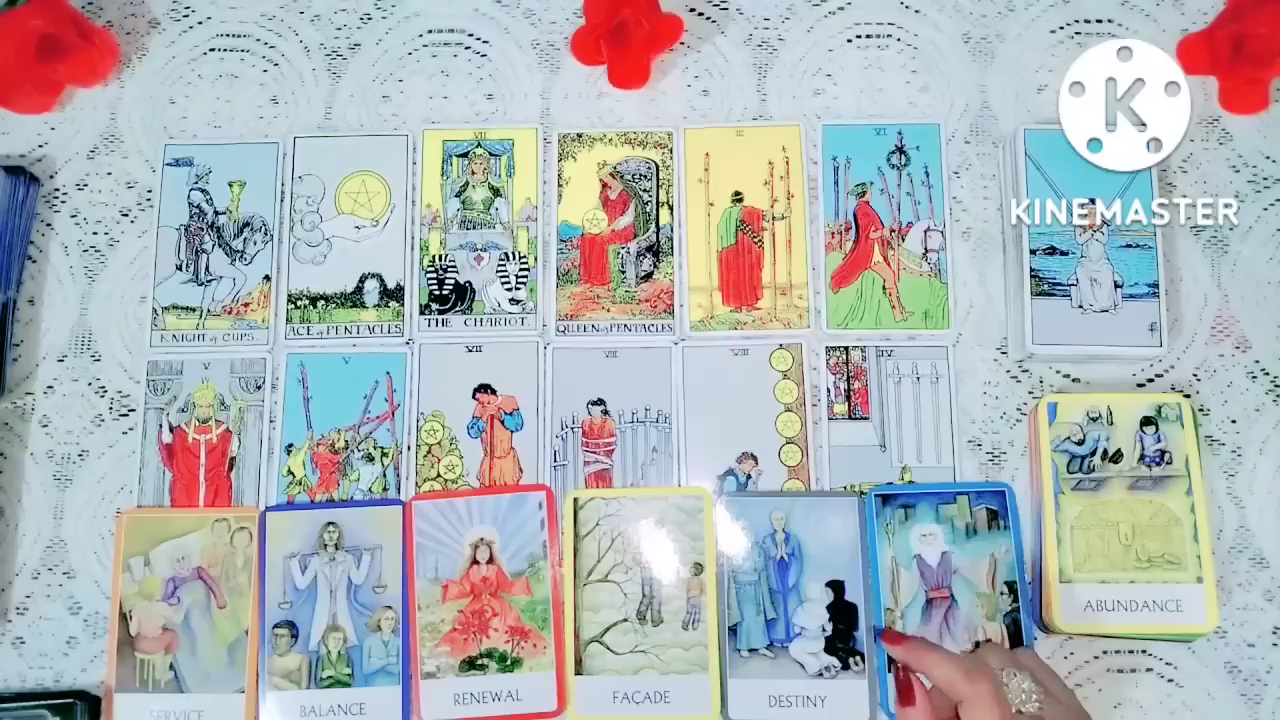 K
KINEMASTER
VII
III
VI
KNIGHT of CUPS.
ACE of PENTACLES
THE CHARIOT.
QUEEN of PENTACLES
V
V
VII
VIII
VIII
IV
ABUNDANCE
SERVICE
BALANCE
RENEWAL
FAÇADE
DESTINY